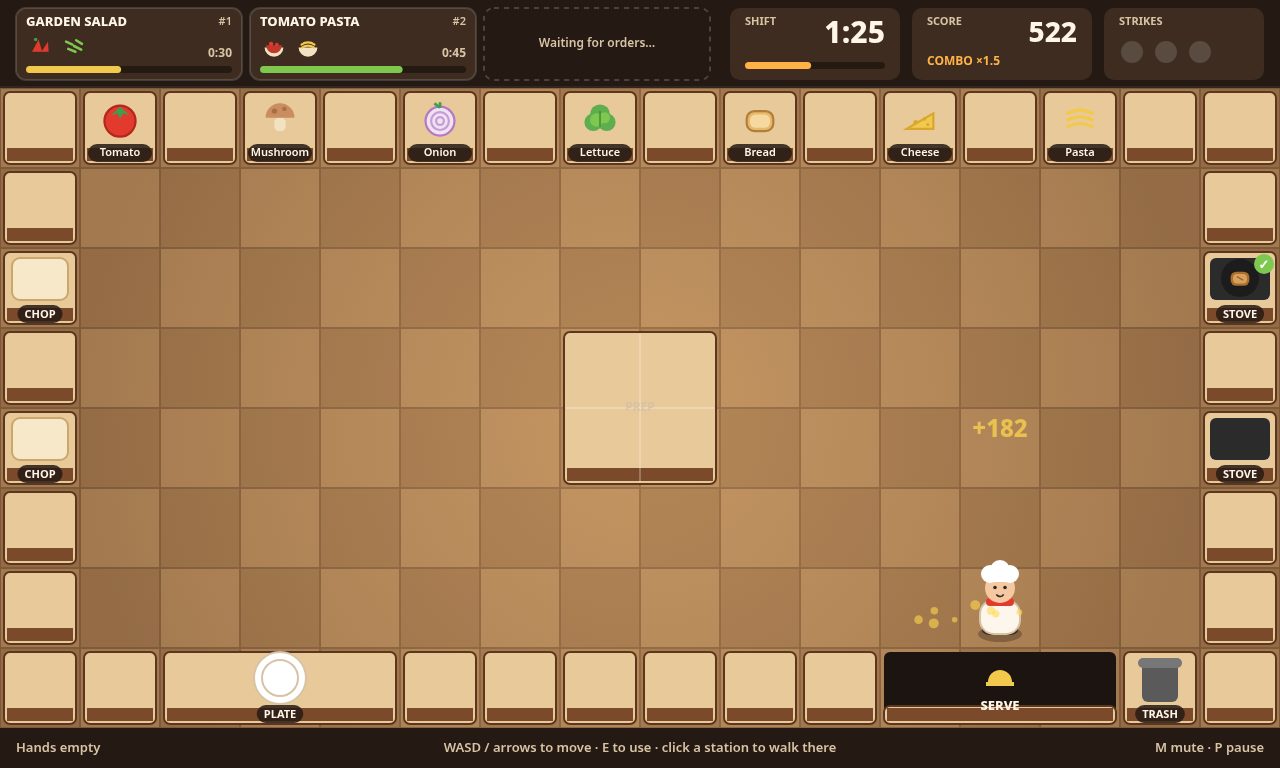 GARDEN SALAD #1
0:30
TOMATO PASTA #2
0:45
Waiting for orders...
SHIFT
1:25
SCORE
522
COMBO ×1.5
STRIKES
Tomato
Mushroom
Onion
Lettuce
Bread
Cheese
Pasta
CHOP
STOVE
PREP
CHOP
+182
STOVE
PLATE
SERVE
TRASH
Hands empty
WASD / arrows to move · E to use · click a station to walk there
M mute · P pause